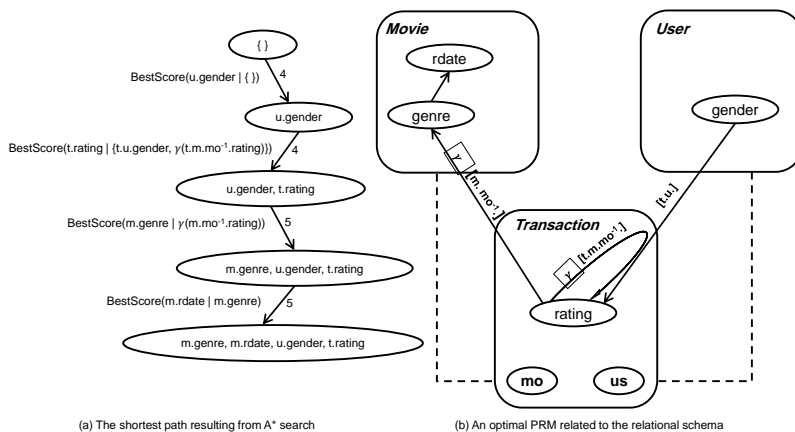 { }
BestScore(u.gender | { })
4
u.gender
BestScore(t.rating | {t.u.gender, γ(t.m.mo⁻¹.rating)})
4
u.gender, t.rating
BestScore(m.genre | γ(m.mo⁻¹.rating))
5
m.genre, u.gender, t.rating
BestScore(m.rdate | m.genre)
5
m.genre, m.rdate, u.gender, t.rating
(a) The shortest path resulting from A* search
Movie
rdate
genre
User
gender
γ [m. mo⁻¹.]
[t.u.]
Transaction
γ [t.m.mo⁻¹.]
rating
mo
us
(b) An optimal PRM related to the relational schema